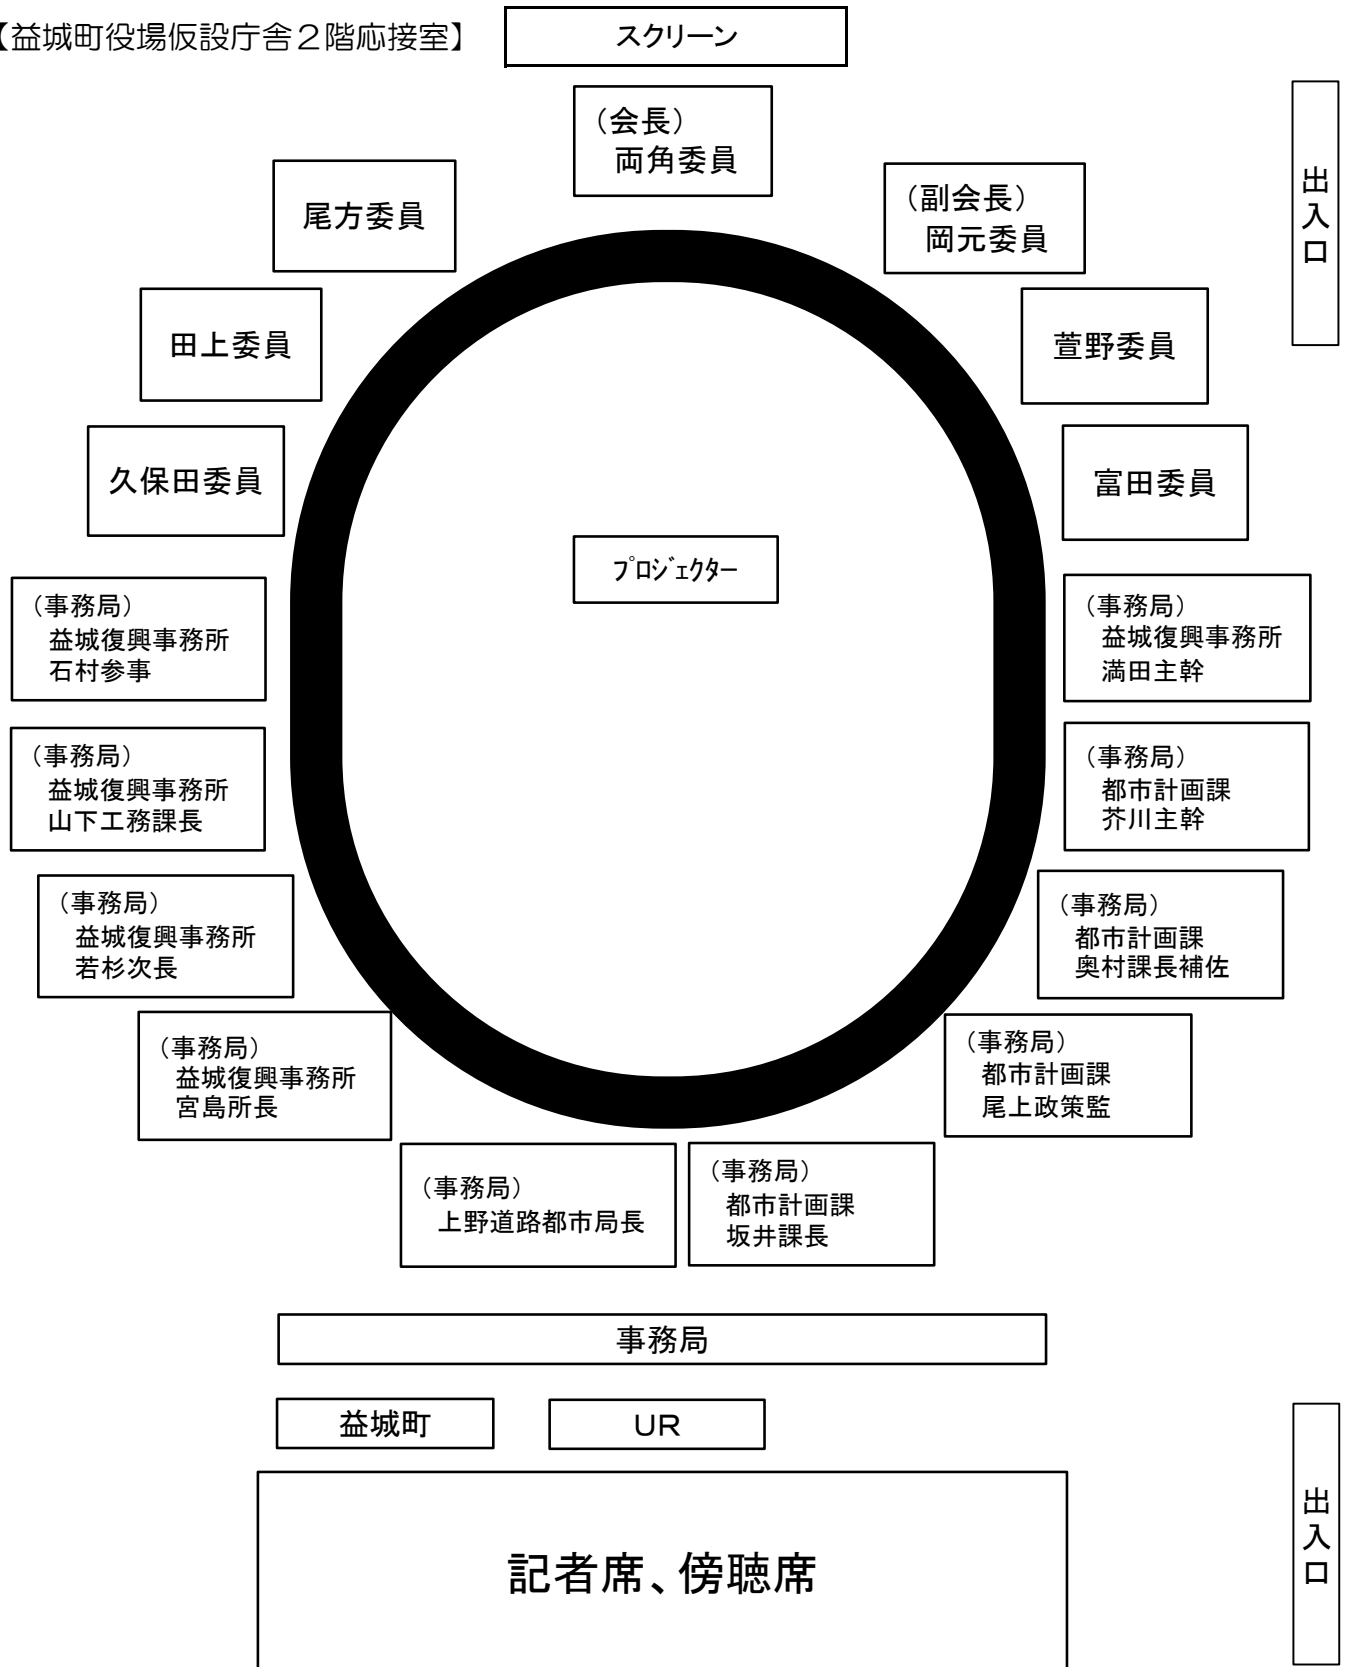 【益城町役場仮設庁舎２階応接室】
スクリーン
（会長）
両角委員
尾方委員
（副会長）
岡元委員
出入口
田上委員
萱野委員
久保田委員
富田委員
プロジェクター
（事務局）
益城復興事務所
石村参事
（事務局）
益城復興事務所
満田主幹
（事務局）
益城復興事務所
山下工務課長
（事務局）
都市計画課
芥川主幹
（事務局）
益城復興事務所
若杉次長
（事務局）
都市計画課
奥村課長補佐
（事務局）
益城復興事務所
宮島所長
（事務局）
都市計画課
尾上政策監
（事務局）
上野道路都市局長
（事務局）
都市計画課
坂井課長
事務局
益城町
ＵＲ
記者席、傍聴席
出入口